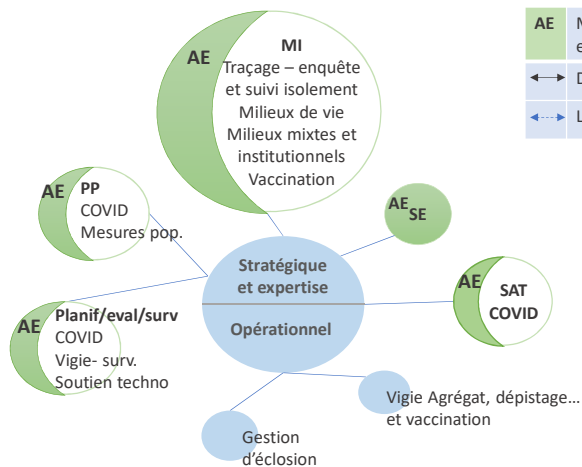 MI
AE
Traçage – enquête
et suivi isolement
Milieux de vie
Milieux mixtes et
institutionnels
Vaccination
AE
AE
PP
COVID
Mesures pop.
AE
SE
Stratégique
et expertise
Opérationnel
AE
SAT
COVID
AE
Planif/eval/surv
COVID
Vigie- surv.
Soutien techno
Vigie Agrégat, dépistage…
et vaccination
Gestion
d'éclosion